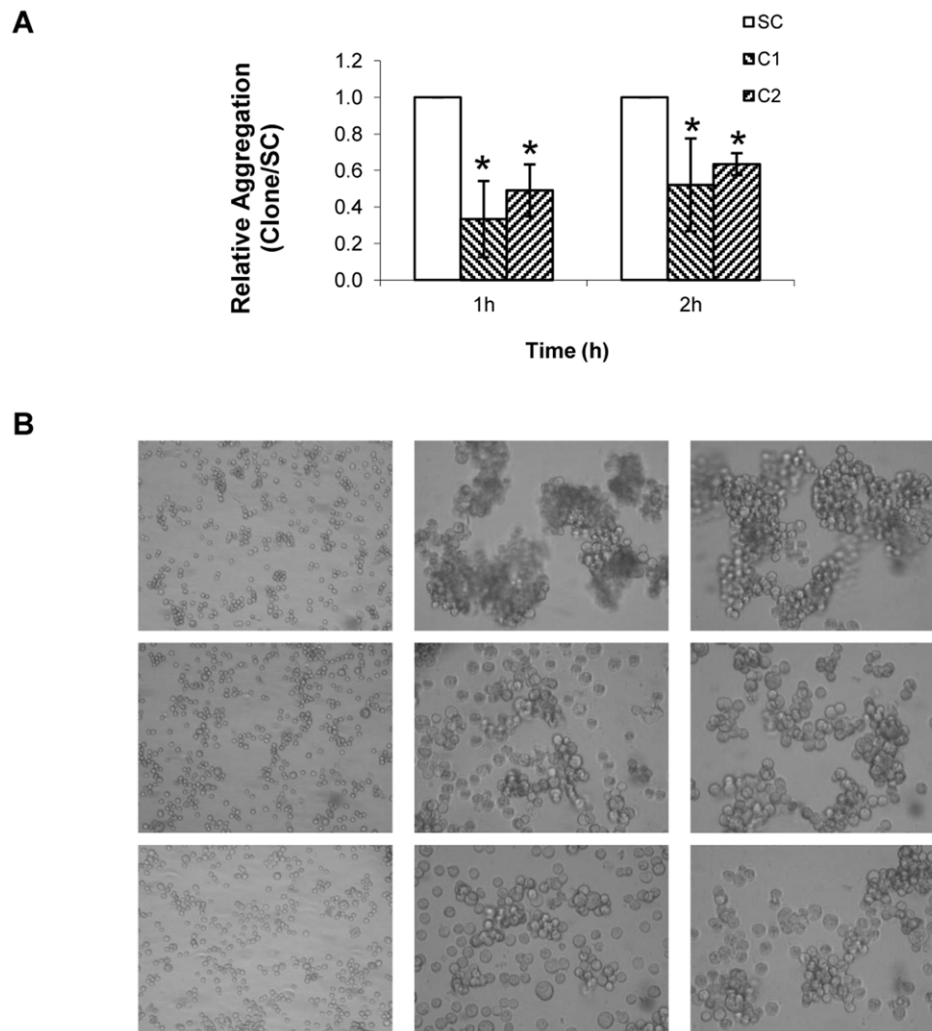 A
SC
C1
C2
Relative Aggregation
(Clone/SC)
1.2
1.0
0.8
0.6
0.4
0.2
0.0
* * * *
1h 2h
Time (h)
B